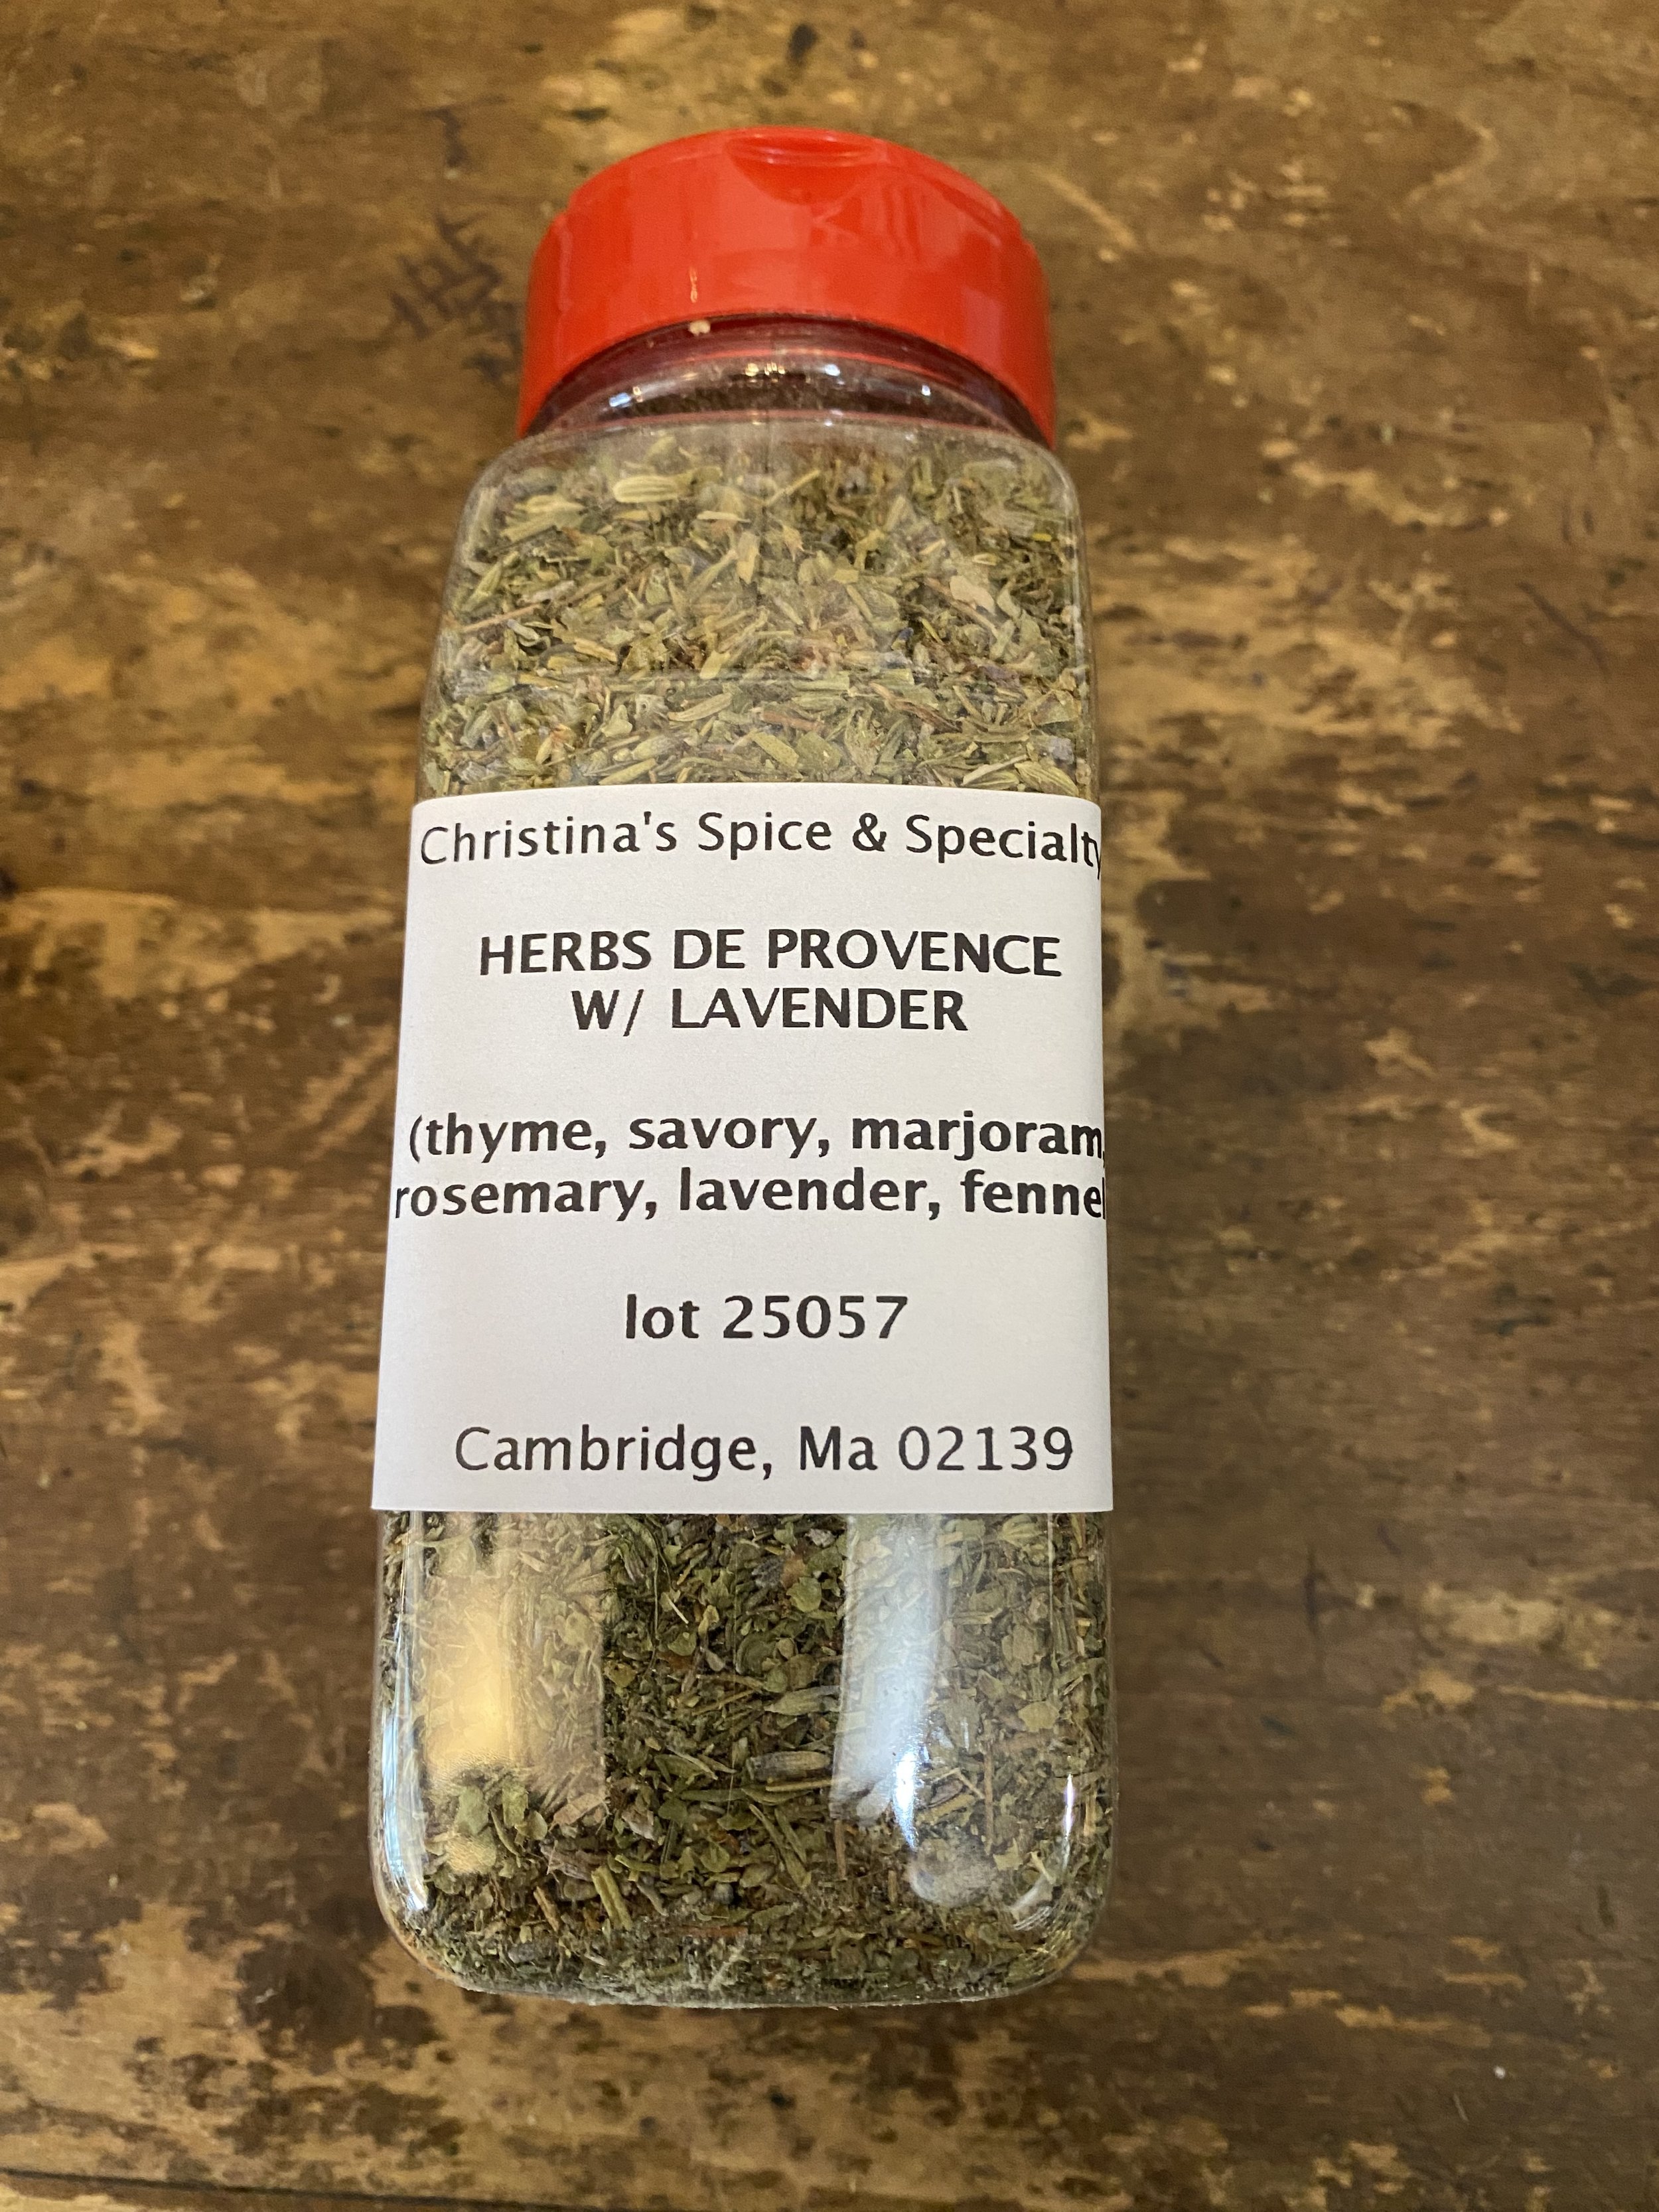 Christina's Spice & Specialty
HERBS DE PROVENCE
W/ LAVENDER
(thyme, savory, marjoram,
rosemary, lavender, fennel
lot 25057
Cambridge, Ma 02139